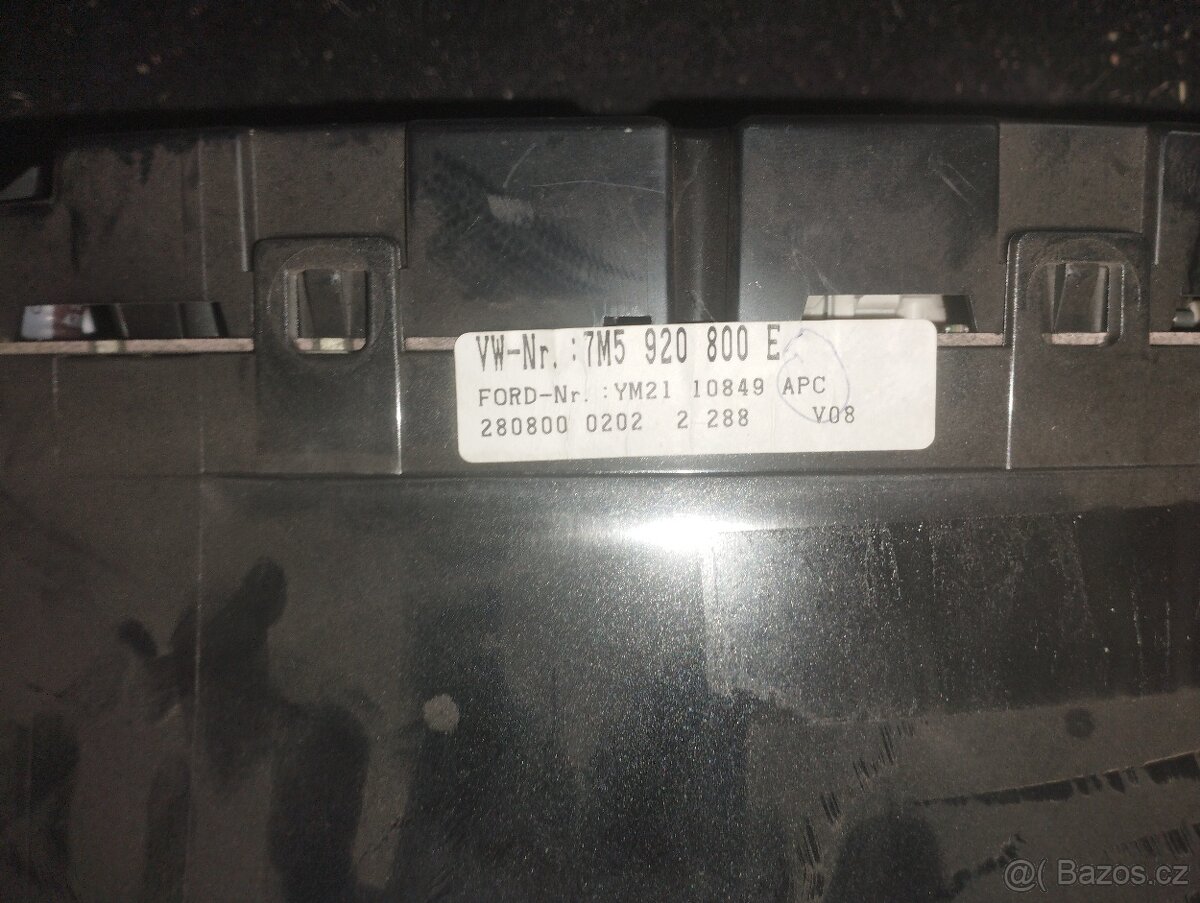 VW-Nr. :7M5 920 800 E
FORD-Nr. :YM21 10849 APC
280800 0202 2 288 V08
@( Bazos.cz